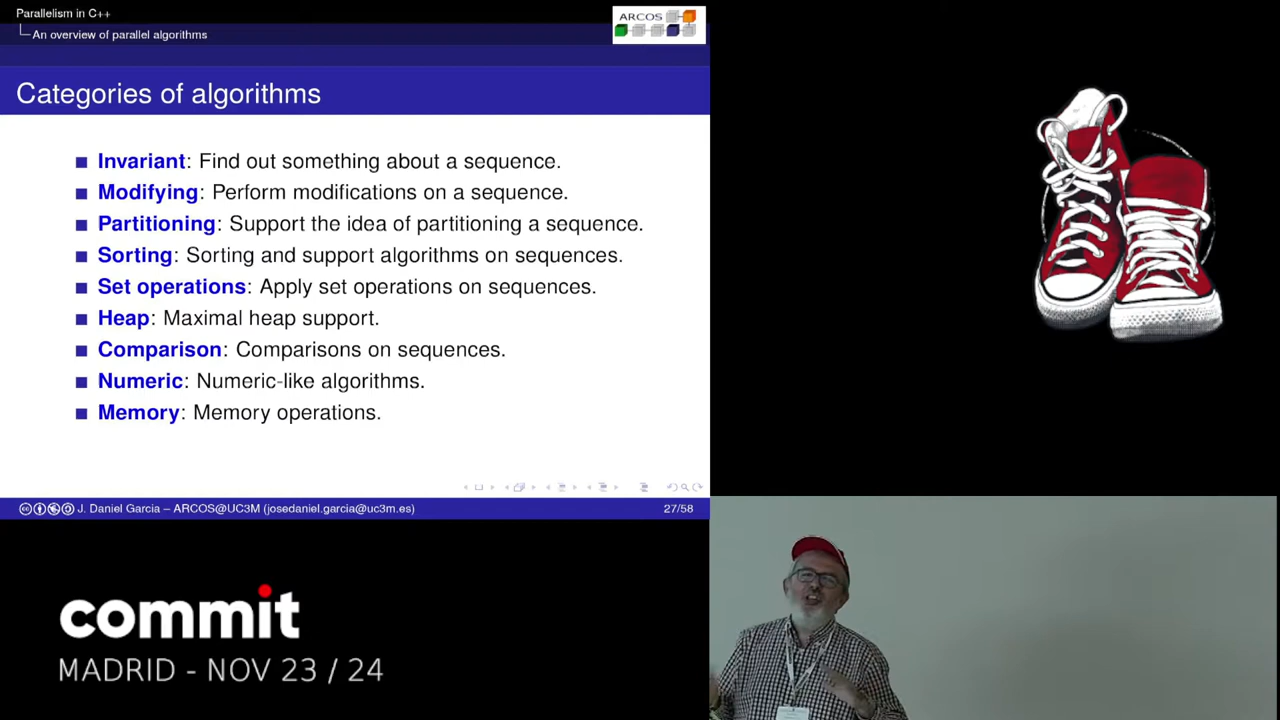 Parallelism in C++
An overview of parallel algorithms
ARCOS
Categories of algorithms
Invariant: Find out something about a sequence.
Modifying: Perform modifications on a sequence.
Partitioning: Support the idea of partitioning a sequence.
Sorting: Sorting and support algorithms on sequences.
Set operations: Apply set operations on sequences.
Heap: Maximal heap support.
Comparison: Comparisons on sequences.
Numeric: Numeric-like algorithms.
Memory: Memory operations.
J. Daniel Garcia – ARCOS@UC3M (josedaniel.garcia@uc3m.es)
27/58
commit
MADRID - NOV 23 / 24